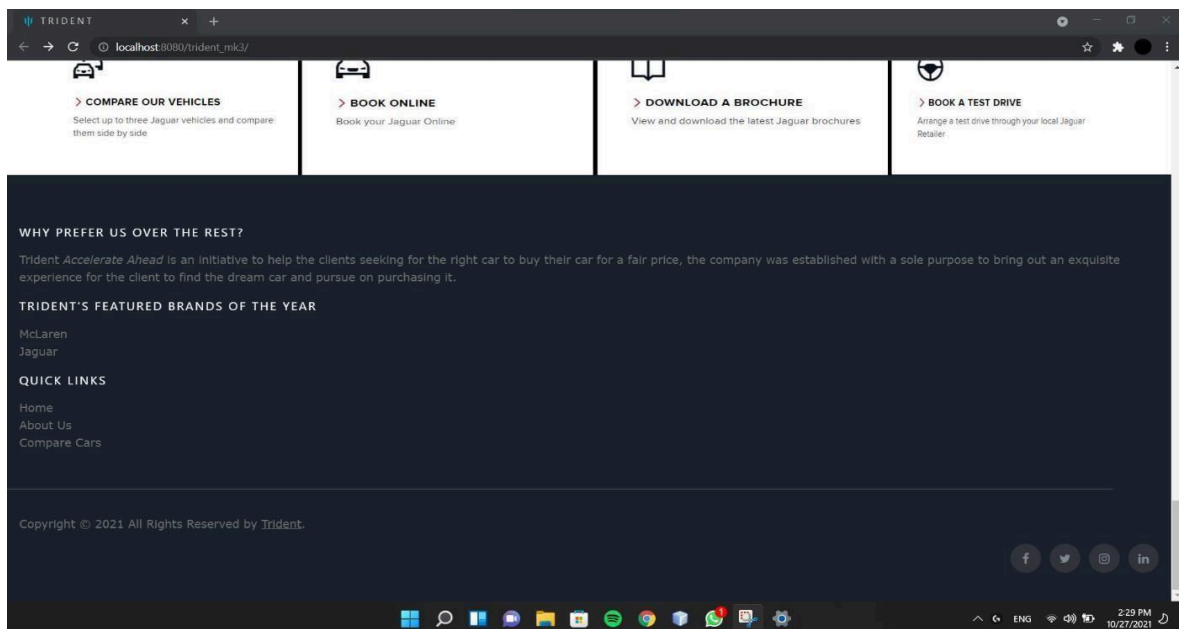 TRIDENT
localhost:8080/trident_mk3/
> COMPARE OUR VEHICLES
Select up to three Jaguar vehicles and compare
them side by side
> BOOK ONLINE
Book your Jaguar Online
> DOWNLOAD A BROCHURE
View and download the latest Jaguar brochures
> BOOK A TEST DRIVE
Arrange a test drive through your local Jaguar
Retailer
WHY PREFER US OVER THE REST?
Trident Accelerate Ahead is an initiative to help the clients seeking for the right car to buy their car for a fair price, the company was established with a sole purpose to bring out an exquisite
experience for the client to find the dream car and pursue on purchasing it.
TRIDENT'S FEATURED BRANDS OF THE YEAR
McLaren
Jaguar
QUICK LINKS
Home
About Us
Compare Cars
Copyright © 2021 All Rights Reserved by Trident.
f
in
1
ENG
2:29 PM
10/27/2021